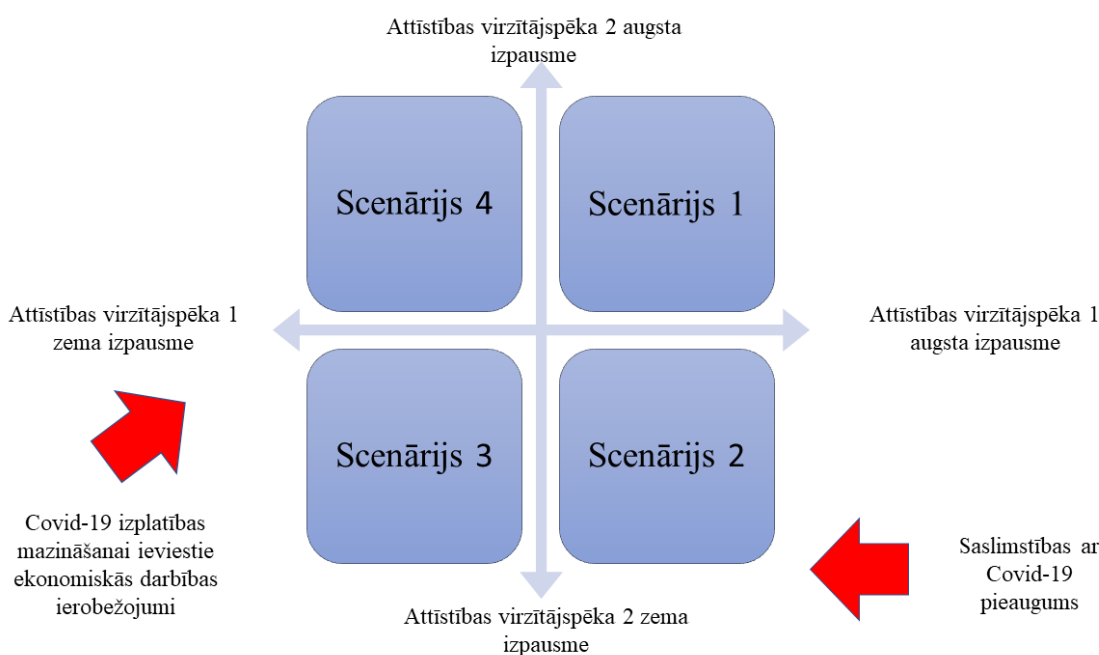 Attīstības virzītājspēka 2 augsta
izpausme
Scenārijs 4
Scenārijs 1
Attīstības virzītājspēka 1
zema izpausme
Attīstības virzītājspēka 1
augsta izpausme
Scenārijs 3
Scenārijs 2
Covid-19 izplatības
mazināšanai ieviestie
ekonomiskās darbības
ierobežojumi
Saslimstības ar
Covid-19
pieaugums
Attīstības virzītājspēka 2 zema
izpausme